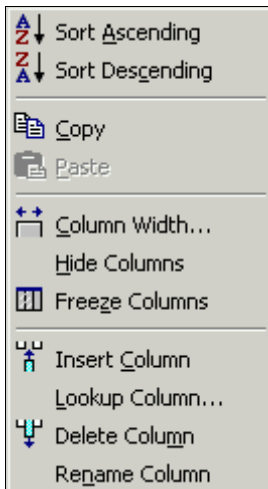 Sort Ascending
Sort Descending
Copy
Paste
Column Width...
Hide Columns
Freeze Columns
Insert Column
Lookup Column...
Delete Column
Rename Column